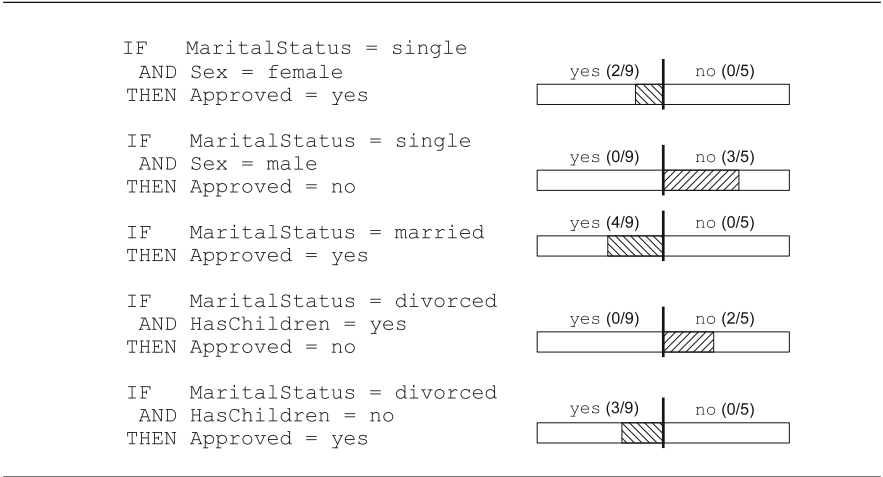 IF MaritalStatus = single
AND Sex = female
THEN Approved = yes
yes (2/9) no (0/5)
IF MaritalStatus = single
AND Sex = male
THEN Approved = no
yes (0/9) no (3/5)
IF MaritalStatus = married
THEN Approved = yes
yes (4/9) no (0/5)
IF MaritalStatus = divorced
AND HasChildren = yes
THEN Approved = no
yes (0/9) no (2/5)
IF MaritalStatus = divorced
AND HasChildren = no
THEN Approved = yes
yes (3/9) no (0/5)